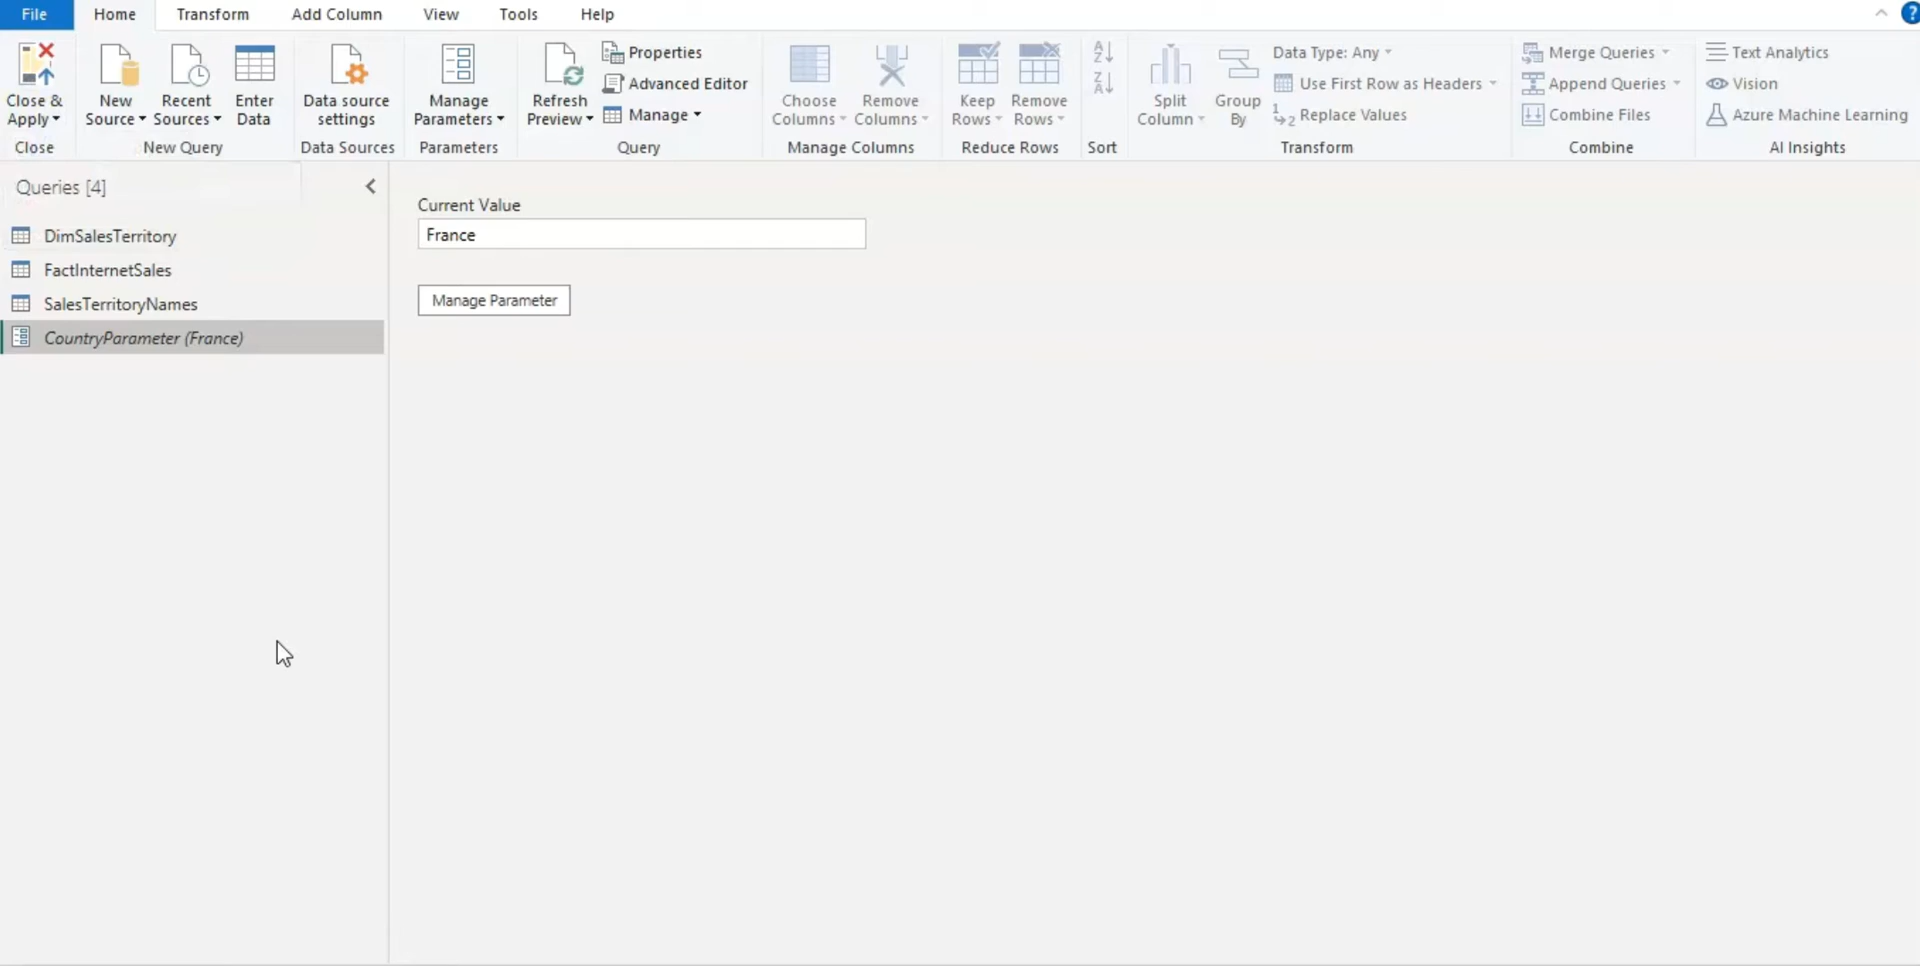 File Home Transform Add Column View Tools Help
?
Close &
Apply
Close
New
Source
Recent
Sources
Enter
Data
New Query
Data source
settings
Data Sources
Manage
Parameters
Parameters
Refresh
Preview
Properties
Advanced Editor
Manage
Query
Choose
Columns
Remove
Columns
Manage Columns
Keep
Rows
Remove
Rows
Reduce Rows
A
Z
Z
A
Sort
Split
Column
Group
By
Data Type: Any
Use First Row as Headers
1
2 Replace Values
Transform
Merge Queries
Append Queries
Combine Files
Combine
Text Analytics
Vision
Azure Machine Learning
AI Insights
Queries [4]
DimSalesTerritory
FactInternetSales
SalesTerritoryNames
CountryParameter (France)
Current Value
France
Manage Parameter